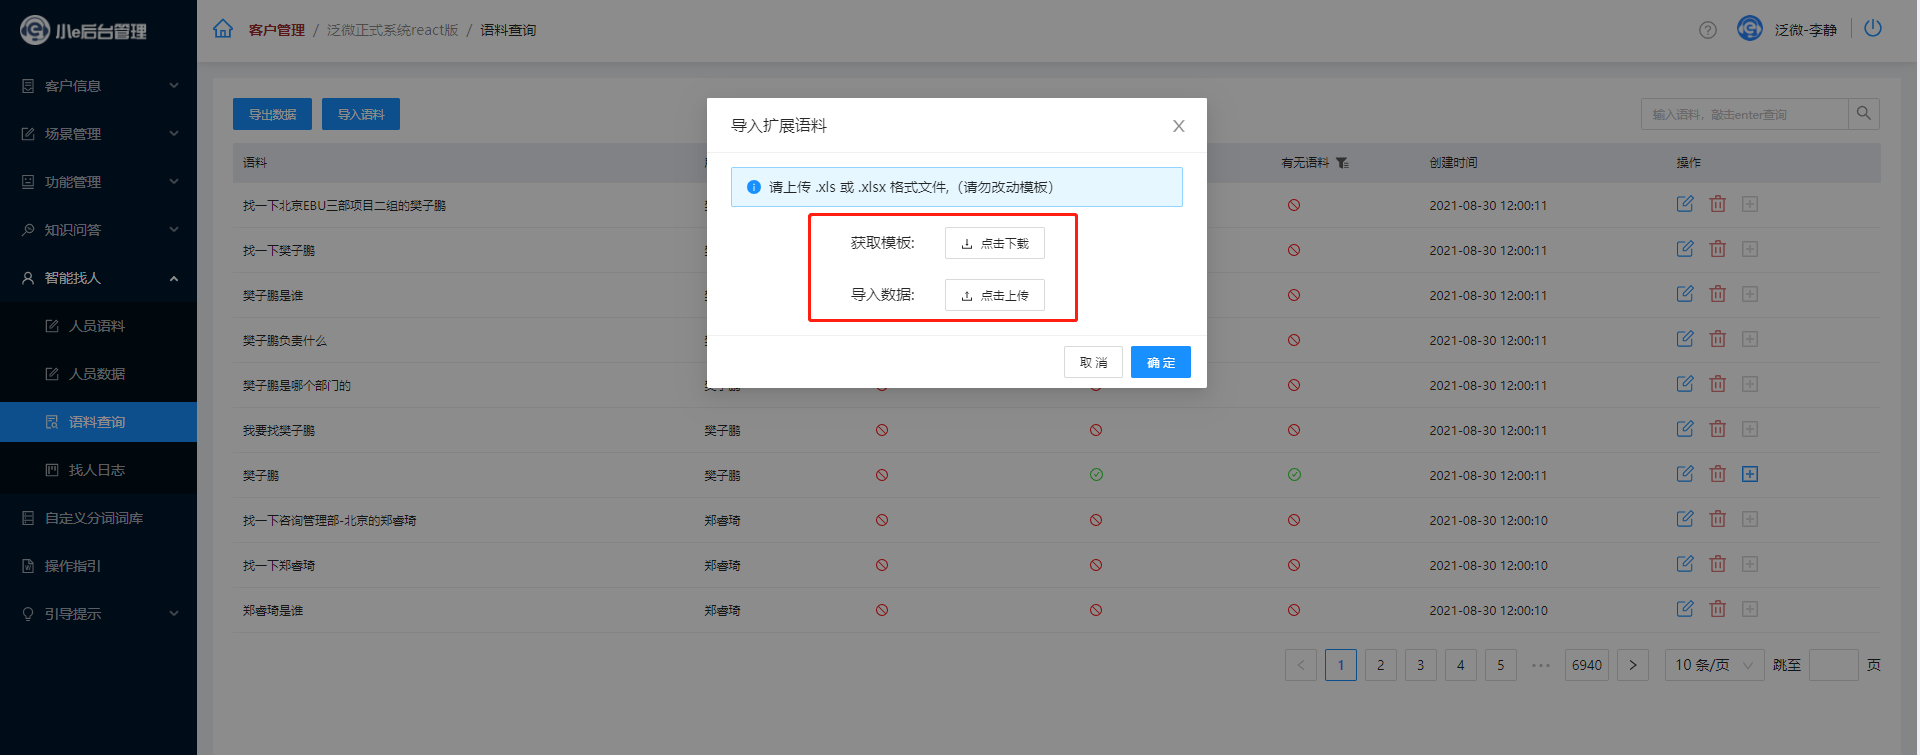 小e后台管理
客户管理 / 泛微正式系统react版 / 语料查询
泛微-李静
客户信息
场景管理
功能管理
知识问答
智能找人
人员语料
人员数据
语料查询
找人日志
自定义分词词库
操作指引
引导提示
导出数据 导入语料
输入语料，敲击enter查询
导入扩展语料
请上传 .xls 或 .xlsx 格式文件,（请勿改动模板）
获取模板: 点击下载
导入数据: 点击上传
取消 确定
语料 有无语料 创建时间 操作
找一下北京EBU三部项目二组的樊子鹏 2021-08-30 12:00:11
找一下樊子鹏 2021-08-30 12:00:11
樊子鹏是谁 2021-08-30 12:00:11
樊子鹏负责什么 2021-08-30 12:00:11
樊子鹏是哪个部门的 樊子鹏 2021-08-30 12:00:11
我要找樊子鹏 樊子鹏 2021-08-30 12:00:11
樊子鹏 樊子鹏 2021-08-30 12:00:11
找一下咨询管理部-北京的郑睿琦 郑睿琦 2021-08-30 12:00:10
找一下郑睿琦 郑睿琦 2021-08-30 12:00:10
郑睿琦是谁 郑睿琦 2021-08-30 12:00:10
< 1 2 3 4 5 ••• 6940 > 10 条/页 跳至 页